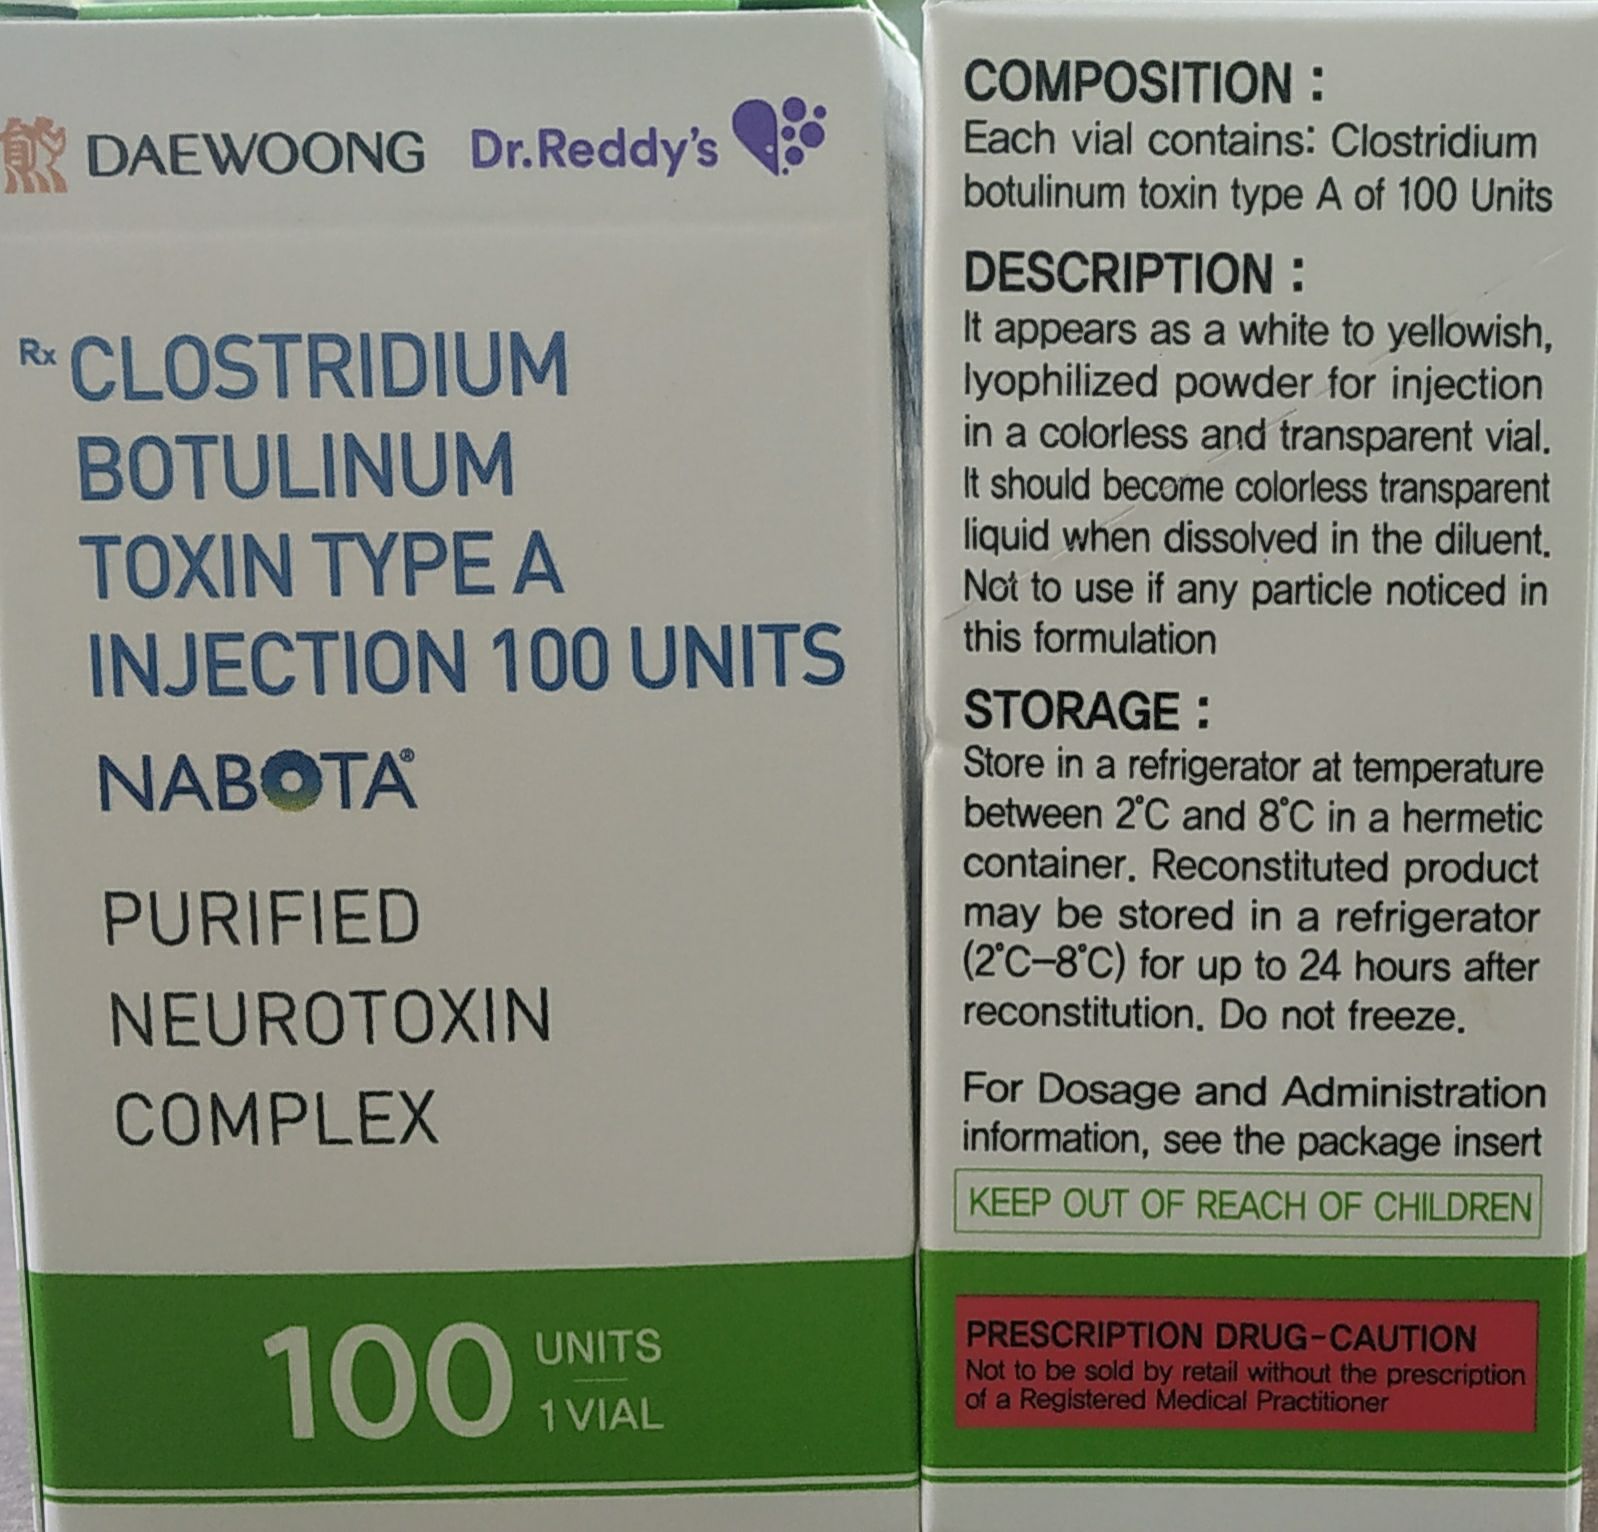 DAEWOONG Dr.Reddy's
Rx CLOSTRIDIUM
BOTULINUM
TOXIN TYPE A
INJECTION 100 UNITS
NABOTA®
PURIFIED
NEUROTOXIN
COMPLEX
100 UNITS
1 VIAL
COMPOSITION :
Each vial contains: Clostridium
botulinum toxin type A of 100 Units
DESCRIPTION :
It appears as a white to yellowish,
lyophilized powder for injection
in a colorless and transparent vial.
It should become colorless transparent
liquid when dissolved in the diluent.
Not to use if any particle noticed in
this formulation
STORAGE :
Store in a refrigerator at temperature
between 2°C and 8°C in a hermetic
container. Reconstituted product
may be stored in a refrigerator
(2°C–8°C) for up to 24 hours after
reconstitution. Do not freeze.
For Dosage and Administration
information, see the package insert
KEEP OUT OF REACH OF CHILDREN
PRESCRIPTION DRUG-CAUTION
Not to be sold by retail without the prescription
of a Registered Medical Practitioner